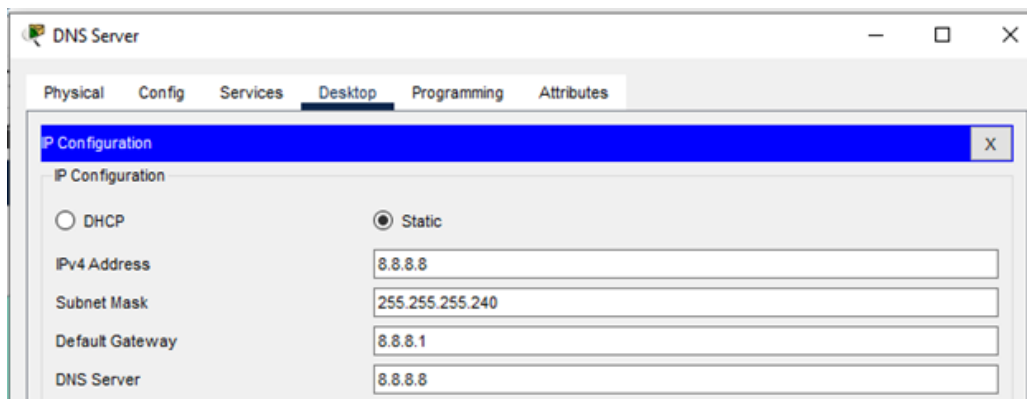 DNS Server
Physical Config Services Desktop Programming Attributes
IP Configuration X
IP Configuration
DHCP Static
IPv4 Address 8.8.8.8
Subnet Mask 255.255.255.240
Default Gateway 8.8.8.1
DNS Server 8.8.8.8